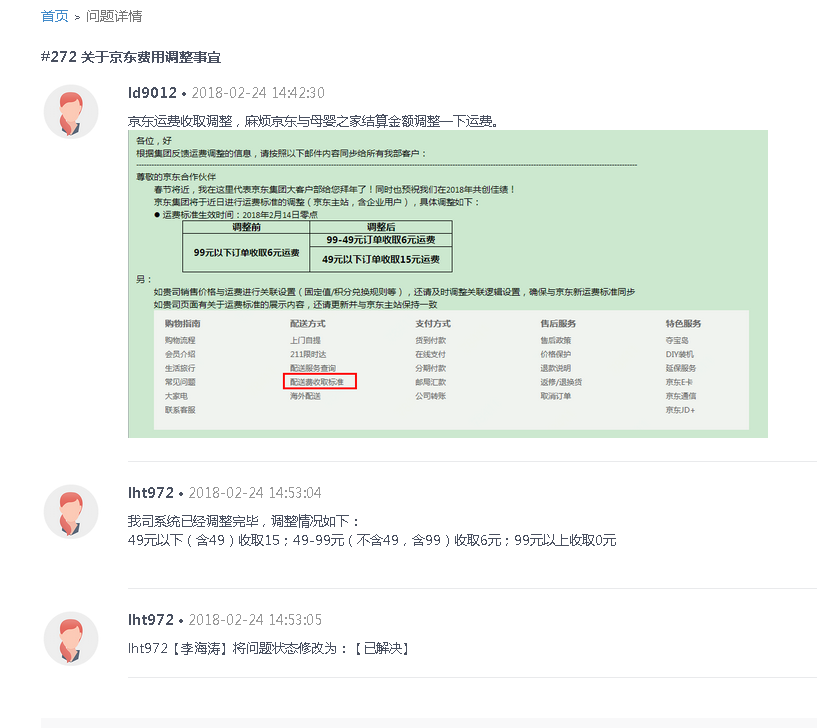 首页 » 问题详情
#272 关于京东费用调整事宜
ld9012 • 2018-02-24 14:42:30
京东运费收取调整，麻烦京东与母婴之家结算金额调整一下运费。
各位，好
根据集团反馈运费调整的信息，请按照以下邮件内容同步给所有我部客户：
尊敬的京东合作伙伴
春节将近，我在这里代表京东集团大客户部给您拜年了！同时也预祝我们在2018年共创佳绩！
京东集团将于近日进行运费标准的调整（京东主站，含企业用户），具体调整如下：
● 运费标准生效时间：2018年2月14日零点
调整前 调整后
99元以下订单收取6元运费 99-49元订单收取6元运费
49元以下订单收取15元运费
另：
如贵司销售价格与运费进行关联设置（固定值/积分兑换规则等），还请及时调整关联逻辑设置，确保与京东新运费标准同步
如贵司页面有关于运费标准的展示内容，还请更新并与京东主站保持一致
购物指南 配送方式 支付方式 售后服务 特色服务
购物流程 上门自提 货到付款 售后政策 夺宝岛
会员介绍 211限时达 在线支付 价格保护 DIY装机
生活旅行 配送服务查询 分期付款 退款说明 延保服务
常见问题 配送费收取标准 邮局汇款 返修/退换货 京东E卡
大家电 海外配送 公司转账 取消订单 京东通信
联系客服 京东JD+
lht972 • 2018-02-24 14:53:04
我司系统已经调整完毕，调整情况如下：
49元以下（含49）收取15；49-99元（不含49，含99）收取6元；99元以上收取0元
lht972 • 2018-02-24 14:53:05
lht972【李海涛】将问题状态修改为：【已解决】